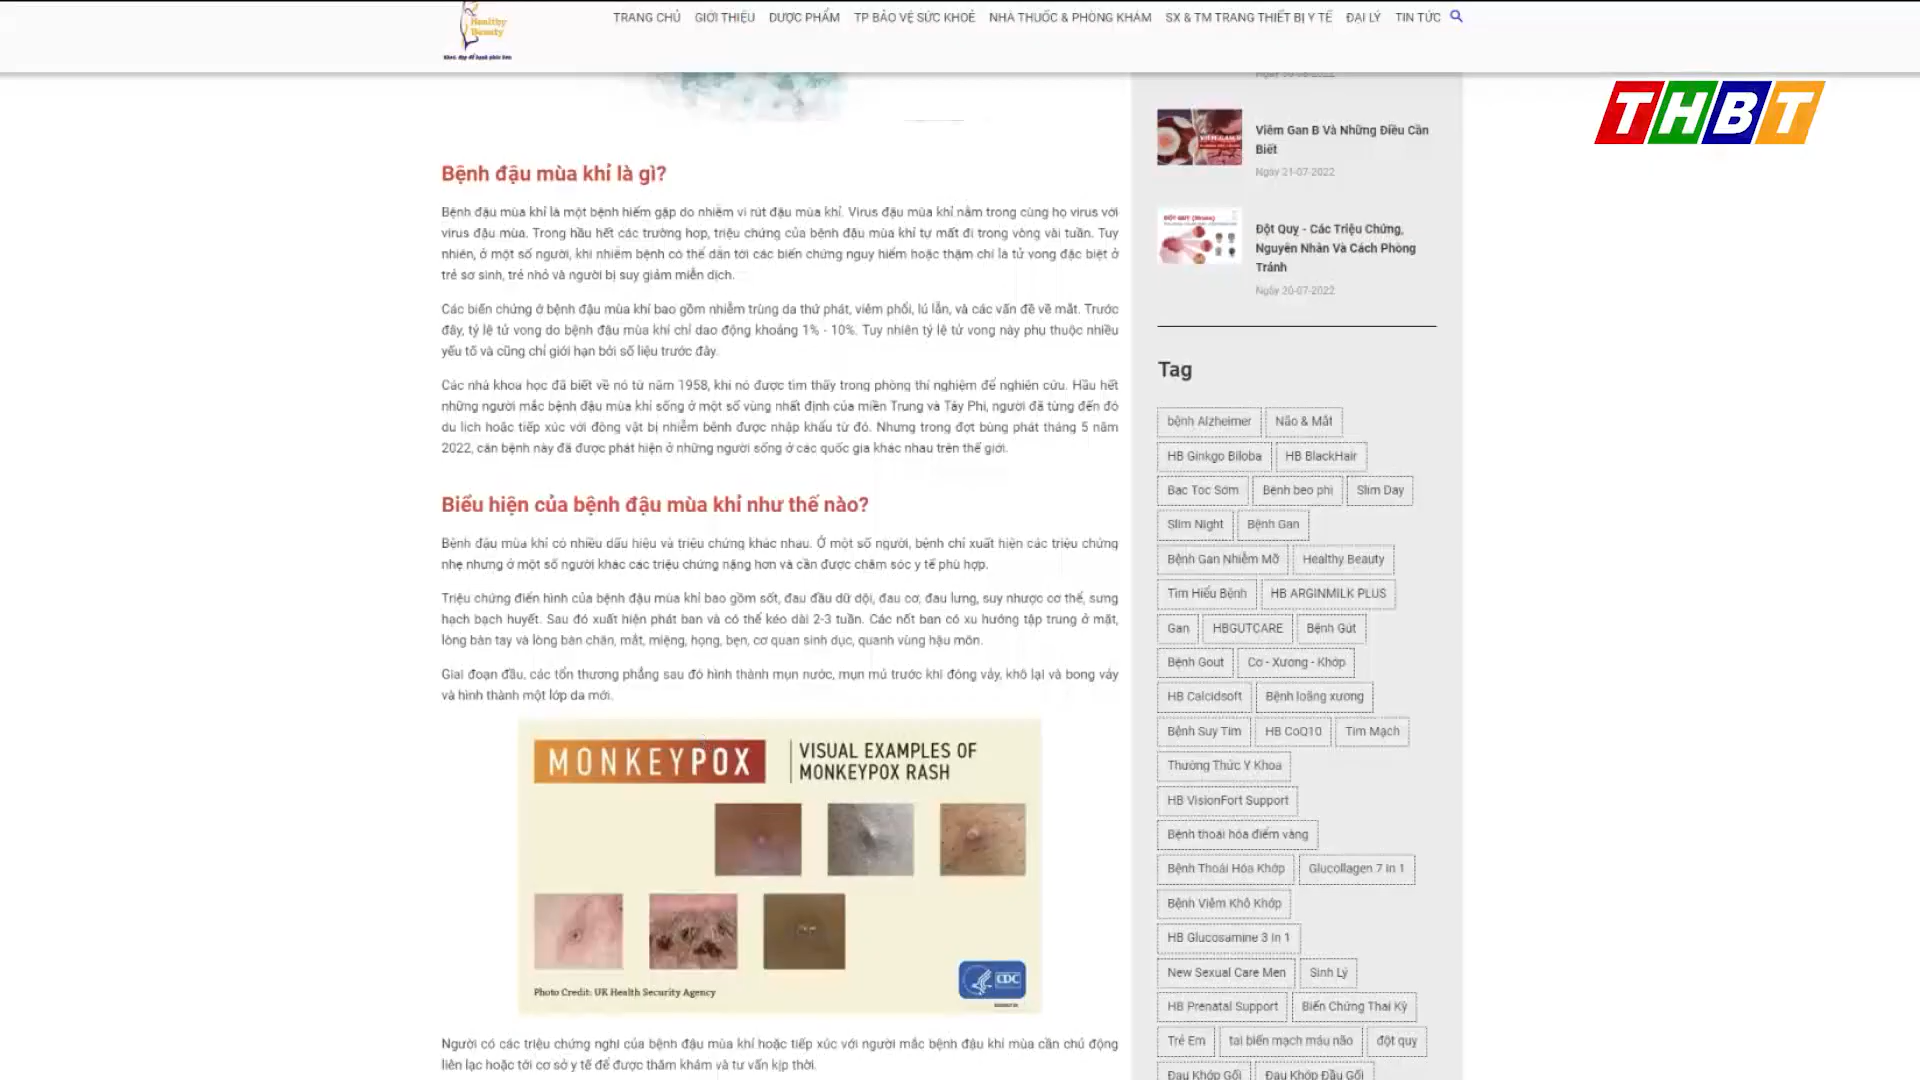 Healthy
Beauty
TRANG CHỦ GIỚI THIỆU DƯỢC PHẨM TP BẢO VỆ SỨC KHOẺ NHÀ THUỐC & PHÒNG KHÁM SX & TM TRANG THIẾT BỊ Y TẾ ĐẠI LÝ TIN TỨC
THBT
Bệnh đậu mùa khỉ là gì?
Bệnh đậu mùa khỉ là một bệnh hiếm gặp do nhiễm vi rút đậu mùa khỉ. Virus đậu mùa khỉ nằm trong cùng họ virus với
virus đậu mùa. Trong hầu hết các trường hợp, triệu chứng của bệnh đậu mùa khỉ tự mất đi trong vòng vài tuần. Tuy
nhiên, ở một số người, khi nhiễm bệnh có thể dẫn tới các biến chứng nguy hiểm hoặc thậm chí là tử vong đặc biệt ở
trẻ sơ sinh, trẻ nhỏ và người bị suy giảm miễn dịch.
Các biến chứng ở bệnh đậu mùa khỉ bao gồm nhiễm trùng da thứ phát, viêm phổi, lú lẫn, và các vấn đề về mắt. Trước
đây, tỷ lệ tử vong do bệnh đậu mùa khỉ chỉ dao động khoảng 1% - 10%. Tuy nhiên tỷ lệ tử vong này phụ thuộc nhiều
yếu tố và cũng chỉ giới hạn bởi số liệu trước đây.
Các nhà khoa học đã biết về nó từ năm 1958, khi nó được tìm thấy trong phòng thí nghiệm để nghiên cứu. Hầu hết
những người mắc bệnh đậu mùa khỉ sống ở một số vùng nhất định của miền Trung và Tây Phi, người đã từng đến đó
du lịch hoặc tiếp xúc với động vật bị nhiễm bệnh được nhập khẩu từ đó. Nhưng trong đợt bùng phát tháng 5 năm
2022, căn bệnh này đã được phát hiện ở những người sống ở các quốc gia khác nhau trên thế giới.
Biểu hiện của bệnh đậu mùa khỉ như thế nào?
Bệnh đậu mùa khỉ có nhiều dấu hiệu và triệu chứng khác nhau. Ở một số người, bệnh chỉ xuất hiện các triệu chứng
nhẹ nhưng ở một số người khác các triệu chứng nặng hơn và cần được chăm sóc y tế phù hợp.
Triệu chứng điển hình của bệnh đậu mùa khỉ bao gồm sốt, đau đầu dữ dội, đau cơ, đau lưng, suy nhược cơ thể, sưng
hạch bạch huyết. Sau đó xuất hiện phát ban và có thể kéo dài 2-3 tuần. Các nốt ban có xu hướng tập trung ở mặt,
lòng bàn tay và lòng bàn chân, mắt, miệng, họng, bẹn, cơ quan sinh dục, quanh vùng hậu môn.
Giai đoạn đầu, các tổn thương phẳng sau đó hình thành mụn nước, mụn mủ trước khi đóng vảy, khô lại và bong vảy
và hình thành một lớp da mới.
MONKEYPOX
VISUAL EXAMPLES OF
MONKEYPOX RASH
CDC
Photo Credit: UK Health Security Agency
Người có các triệu chứng nghi của bệnh đậu mùa khỉ hoặc tiếp xúc với người mắc bệnh đậu khỉ mùa cần chủ động
liên lạc hoặc tới cơ sở y tế để được thăm khám và tư vấn kịp thời.
Viêm Gan B Và Những Điều Cần
Biết
Ngày 21-07-2022
Đột Quỵ - Các Triệu Chứng,
Nguyên Nhân Và Cách Phòng
Tránh
Ngày 20-07-2022
Tag
bệnh Alzheimer Não & Mắt
HB Ginkgo Biloba HB BlackHair
Bạc Tóc Sớm Bệnh béo phì Slim Day
Slim Night Bệnh Gan
Bệnh Gan Nhiễm Mỡ Healthy Beauty
Tìm Hiểu Bệnh HB ARGINMILK PLUS
Gan HBGUTCARE Bệnh Gút
Bệnh Gout Cơ - Xương - Khớp
HB Calcidsoft Bệnh loãng xương
Bệnh Suy Tim HB CoQ10 Tim Mạch
Thường Thức Y Khoa
HB VisionFort Support
Bệnh thoái hóa điểm vàng
Bệnh Thoái Hóa Khớp Glucollagen 7 in 1
Bệnh Viêm Khô Khớp
HB Glucosamine 3 In 1
New Sexual Care Men Sinh Lý
HB Prenatal Support Biến Chứng Thai Kỳ
Trẻ Em tai biến mạch máu não đột quỵ
Đau Khớp Gối Đau Khớp Đầu Gối